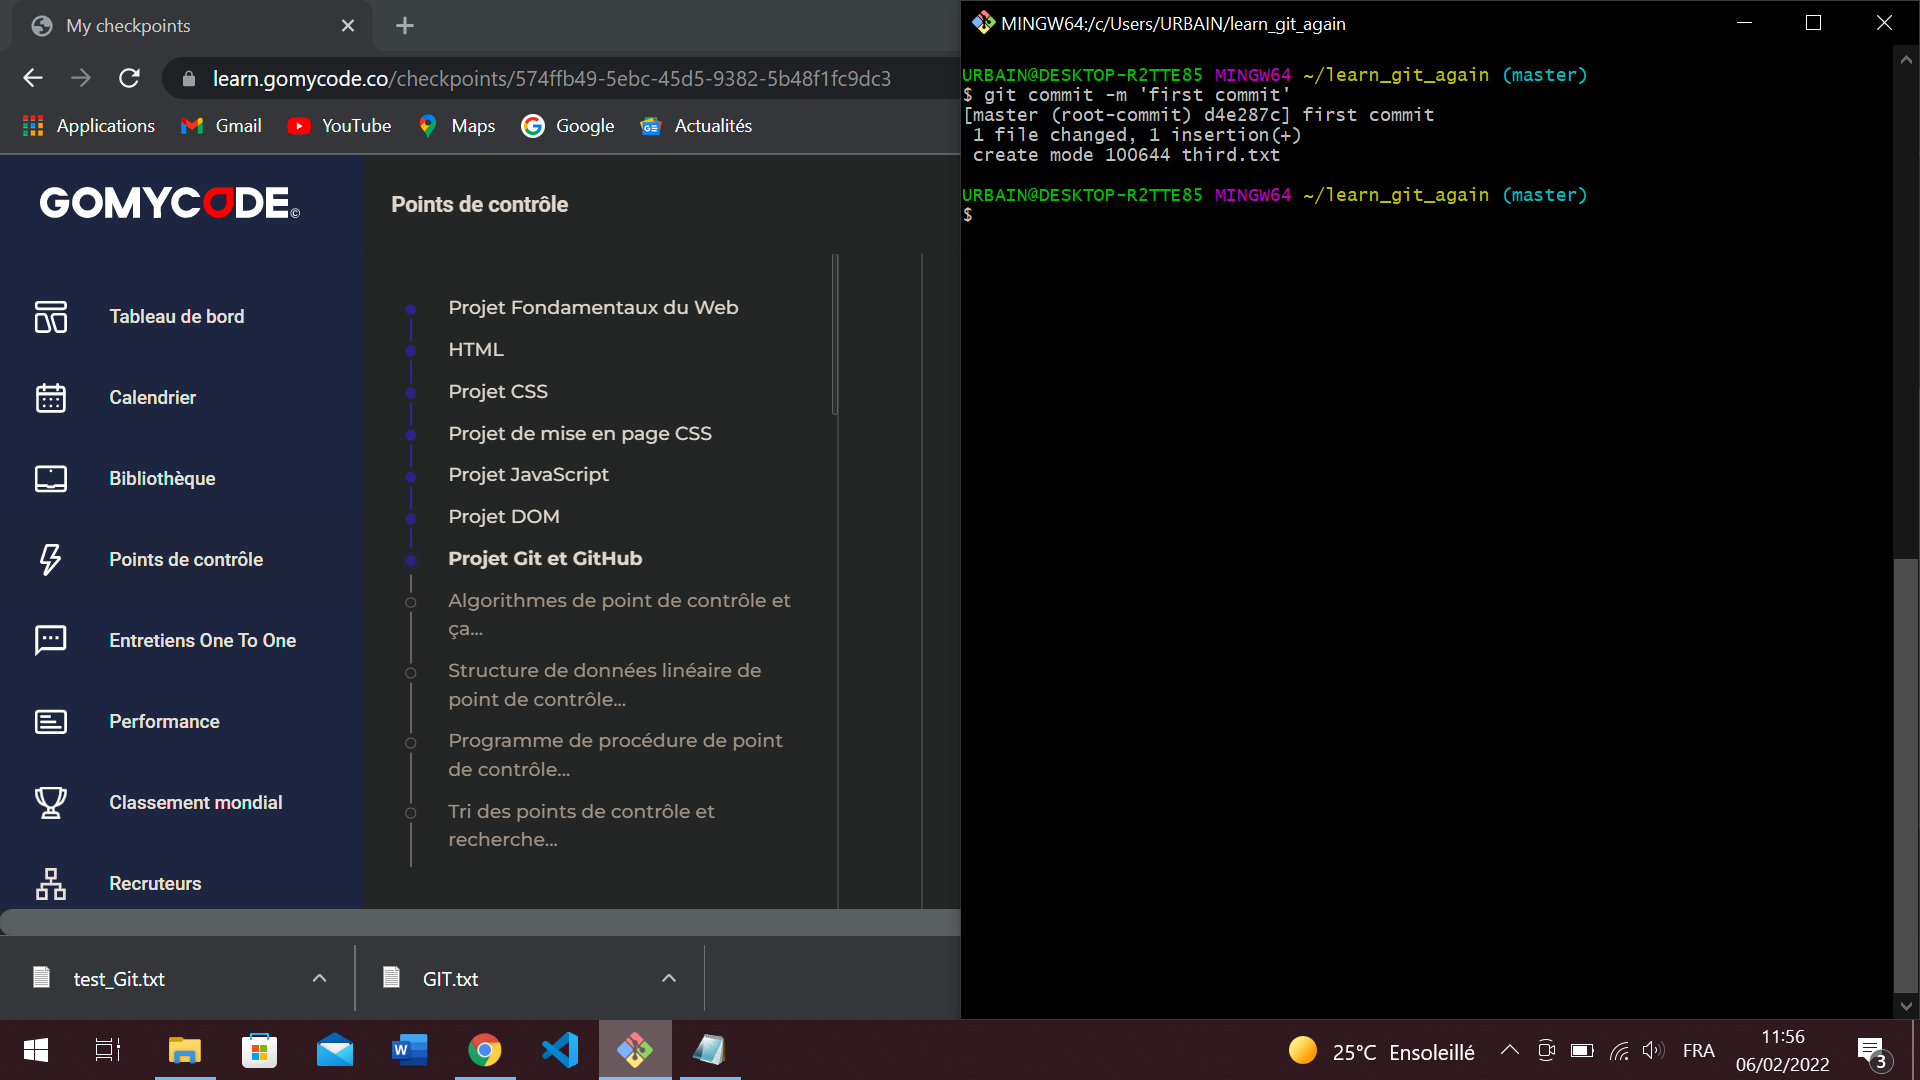 My checkpoints
learn.gomycode.co/checkpoints/574ffb49-5ebc-45d5-9382-5b48f1fc9dc3
Applications
Gmail
YouTube
Maps
Google
Actualités
GOMYCODE©
Tableau de bord
Calendrier
Bibliothèque
Points de contrôle
Entretiens One To One
Performance
Classement mondial
Recruteurs
Points de contrôle
Projet Fondamentaux du Web
HTML
Projet CSS
Projet de mise en page CSS
Projet JavaScript
Projet DOM
Projet Git et GitHub
Algorithmes de point de contrôle et
ça...
Structure de données linéaire de
point de contrôle...
Programme de procédure de point
de contrôle...
Tri des points de contrôle et
recherche...
test_Git.txt
GIT.txt
MINGW64:/c/Users/URBAIN/learn_git_again
URBAIN@DESKTOP-R2TTE85 MINGW64 ~/learn_git_again (master)
$ git commit -m 'first commit'
[master (root-commit) d4e287c] first commit
1 file changed, 1 insertion(+)
create mode 100644 third.txt
URBAIN@DESKTOP-R2TTE85 MINGW64 ~/learn_git_again (master)
$
25°C Ensoleillé
FRA
11:56
06/02/2022
3